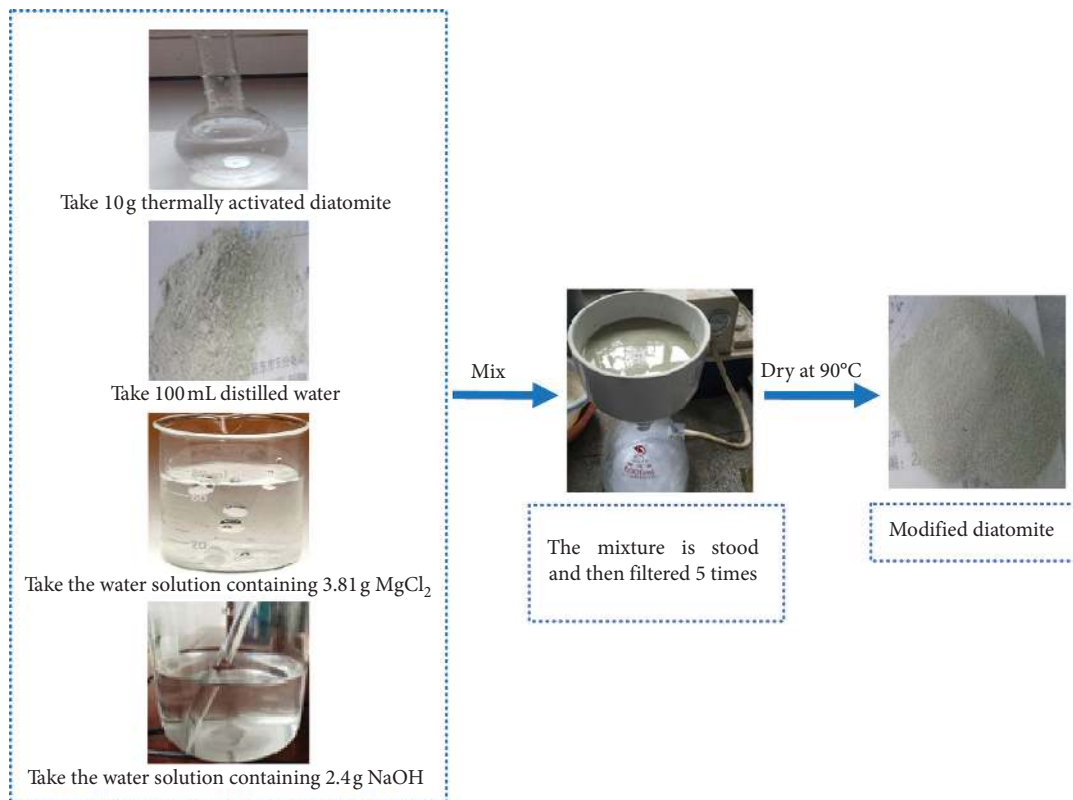 Take 10 g thermally activated diatomite
Take 100 mL distilled water
Take the water solution containing 3.81 g MgCl₂
Take the water solution containing 2.4 g NaOH
Mix
The mixture is stood
and then filtered 5 times
Dry at 90°C
Modified diatomite